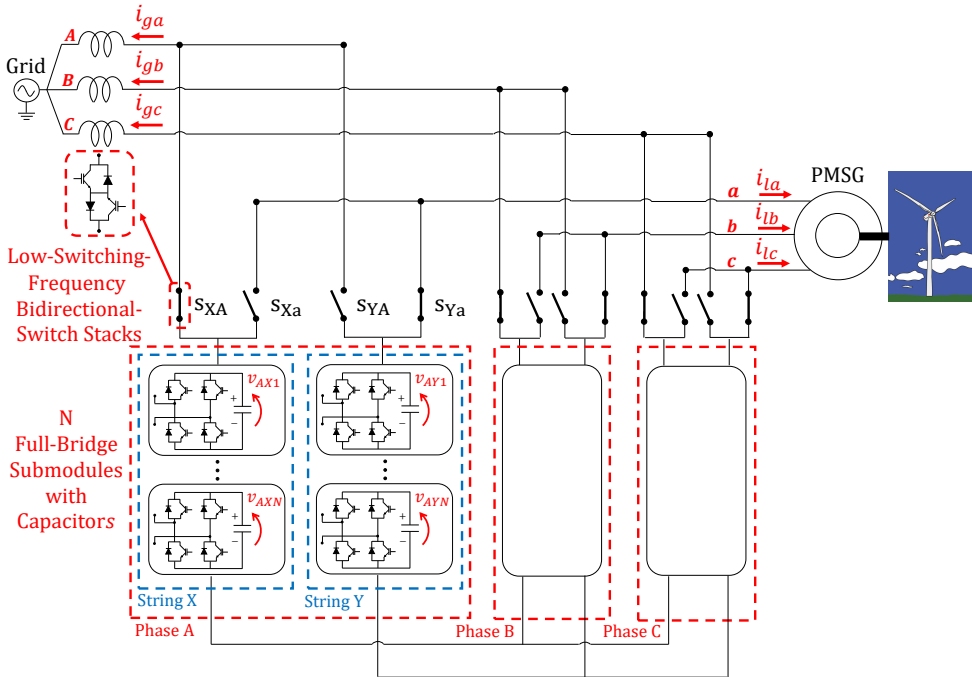 A
i_ga
Grid
B
i_gb
C
i_gc
PMSG
a
i_la
b
i_lb
c
i_lc
Low-Switching-
Frequency
Bidirectional-
Switch Stacks
S_XA
S_Xa
S_YA
S_Ya
N
Full-Bridge
Submodules
with
Capacitors
v_AX1
+
−
v_AY1
+
−
v_AXN
+
−
v_AYN
+
−
String X
String Y
Phase A
Phase B
Phase C